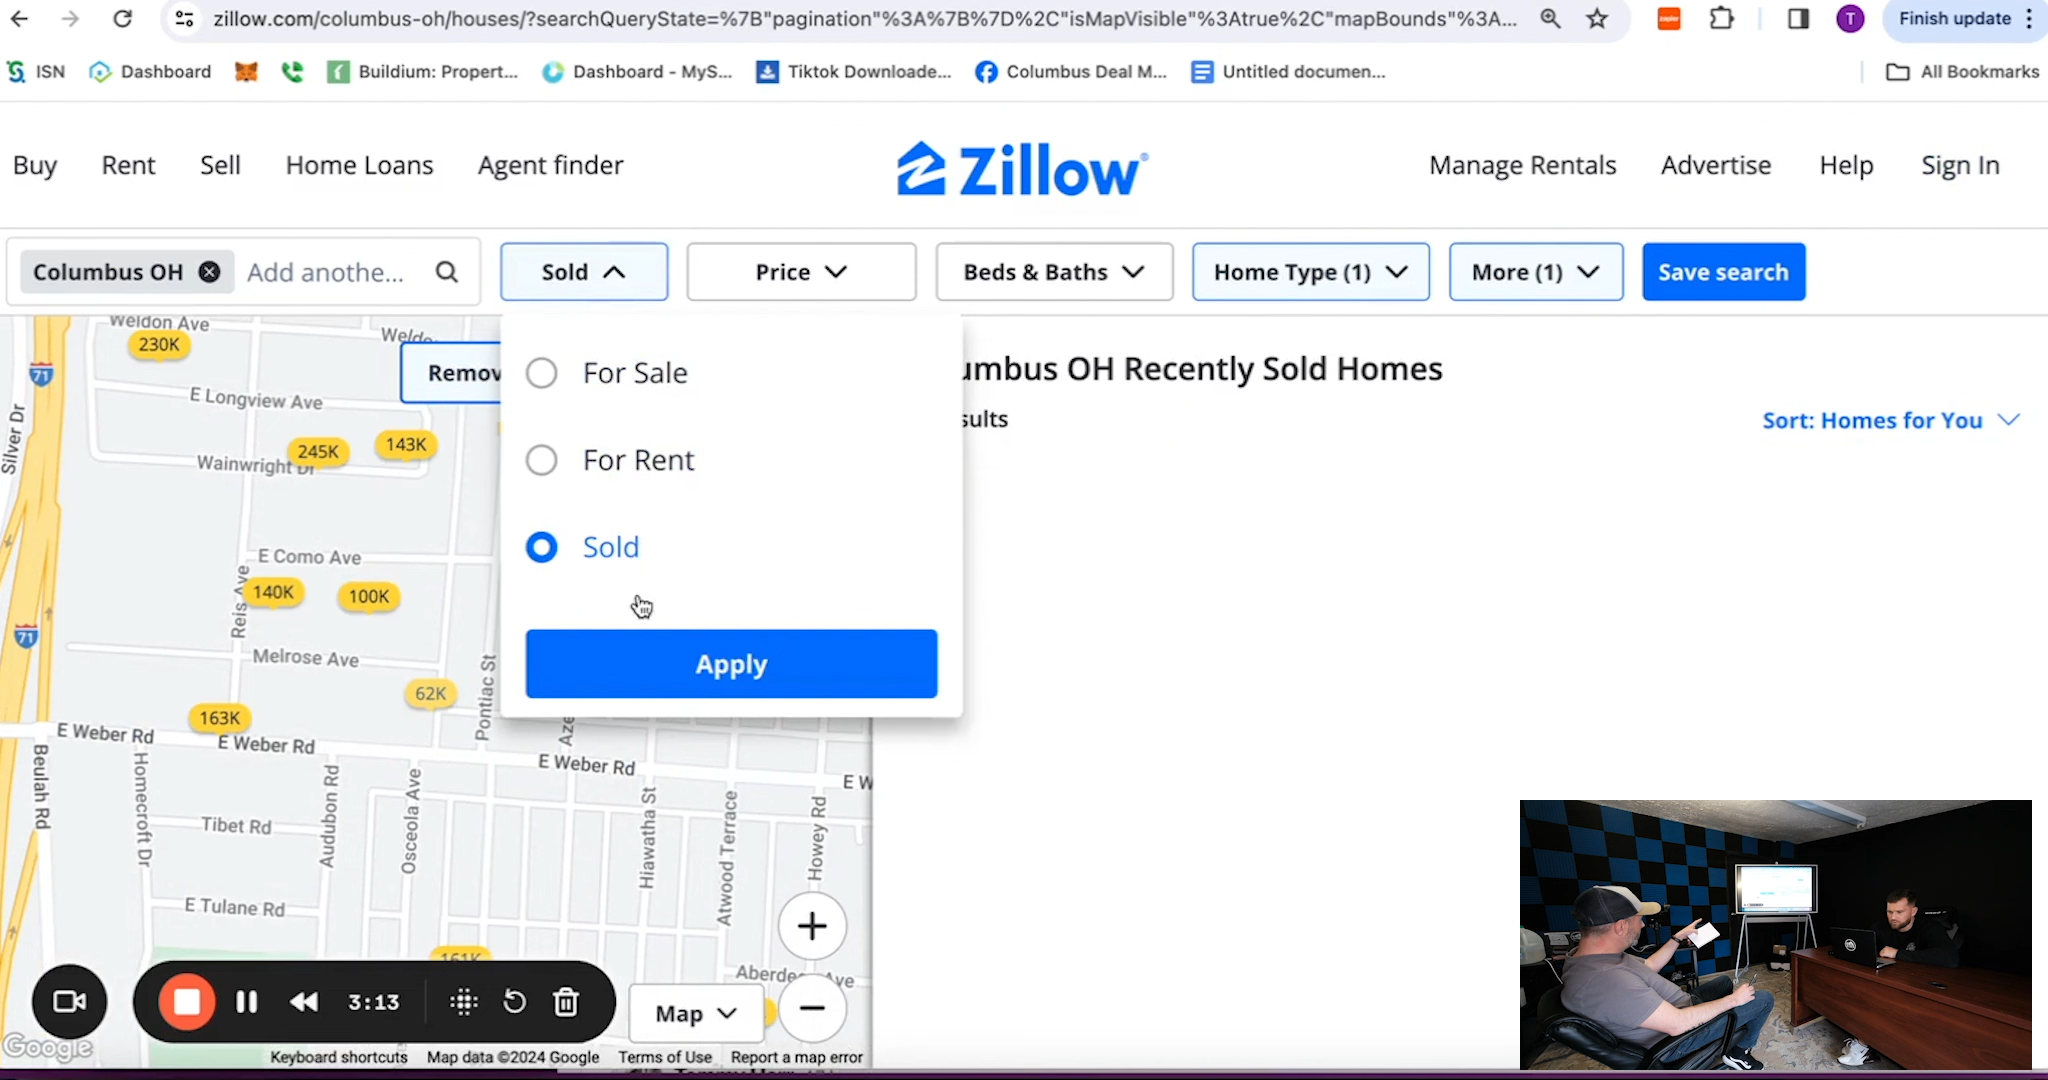 zillow.com/columbus-oh/houses/?searchQueryState=%7B"pagination"%3A%7B%7D%2C"isMapVisible"%3Atrue%2C"mapBounds"%3A...
T
Finish update
ISN
Dashboard
Buildium: Propert...
Dashboard - MyS...
Tiktok Downloade...
Columbus Deal M...
Untitled documen...
All Bookmarks
Buy
Rent
Sell
Home Loans
Agent finder
Zillow
Manage Rentals
Advertise
Help
Sign In
Columbus OH
Add anothe...
Sold
Price
Beds & Baths
Home Type (1)
More (1)
Save search
Weldon Ave
230K
Welde
Remov
For Sale
umbus OH Recently Sold Homes
sults
Sort: Homes for You
71
E Longview Ave
Silver Dr
245K
143K
Wainwright Dr
For Rent
Sold
E Como Ave
140K
100K
Reis Ave
71
Melrose Ave
62K
Pontiac St
163K
Apply
E Weber Rd
E Weber Rd
Aze
E Weber Rd
E W
Beulah Rd
Homecroft Dr
Audubon Rd
Osceola Ave
Hiawatha St
Atwood Terrace
Howey Rd
Tibet Rd
E Tulane Rd
161K
Aberde
Ave
3:13
Map
Google
Keyboard shortcuts
Map data ©2024 Google
Terms of Use
Report a map error